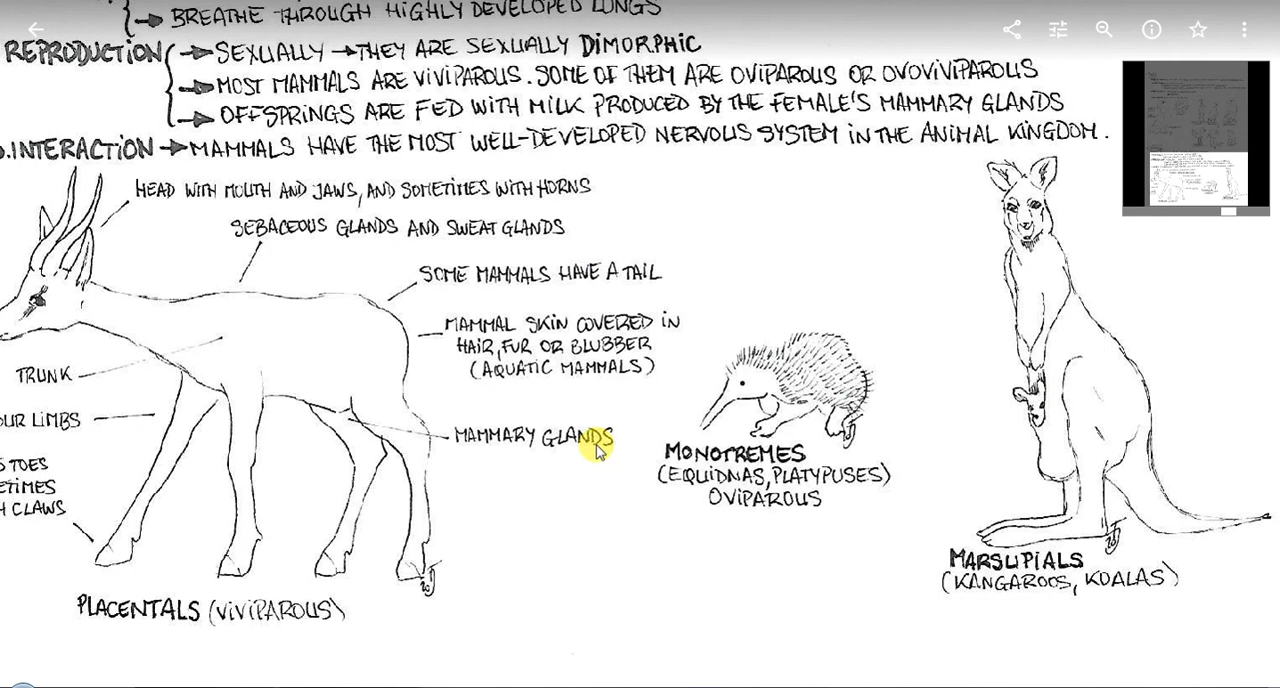 BREATHE THROUGH HIGHLY DEVELOPED LUNGS
REPRODUCTION → SEXUALLY → THEY ARE SEXUALLY DIMORPHIC
→ MOST MAMMALS ARE VIVIPAROUS. SOME OF THEM ARE OVIPAROUS OR OVOVIVIPAROUS
→ OFFSPRINGS ARE FED WITH MILK PRODUCED BY THE FEMALE'S MAMMARY GLANDS
.INTERACTION → MAMMALS HAVE THE MOST WELL-DEVELOPED NERVOUS SYSTEM IN THE ANIMAL KINGDOM.
HEAD WITH MOUTH AND JAWS, AND SOMETIMES WITH HORNS
SEBACEOUS GLANDS AND SWEAT GLANDS
SOME MAMMALS HAVE A TAIL
MAMMAL SKIN COVERED IN
HAIR, FUR OR BLUBBER
(AQUATIC MAMMALS)
TRUNK
OUR LIMBS
MAMMARY GLANDS
S TOES
ETIMES
H CLAWS
PLACENTALS (VIVIPAROUS)
MONOTREMES
(EQUIDNAS, PLATYPUSES)
OVIPAROUS
MARSUPIALS
(KANGAROOS, KOALAS)